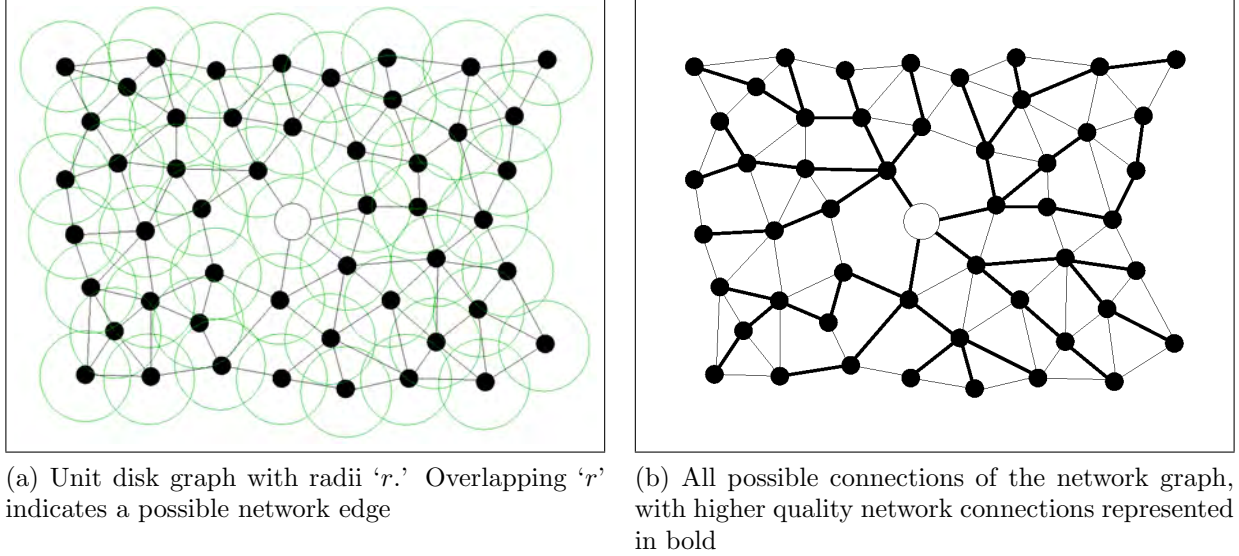 (a) Unit disk graph with radii ‘r.’ Overlapping ‘r’
indicates a possible network edge
(b) All possible connections of the network graph,
with higher quality network connections represented
in bold